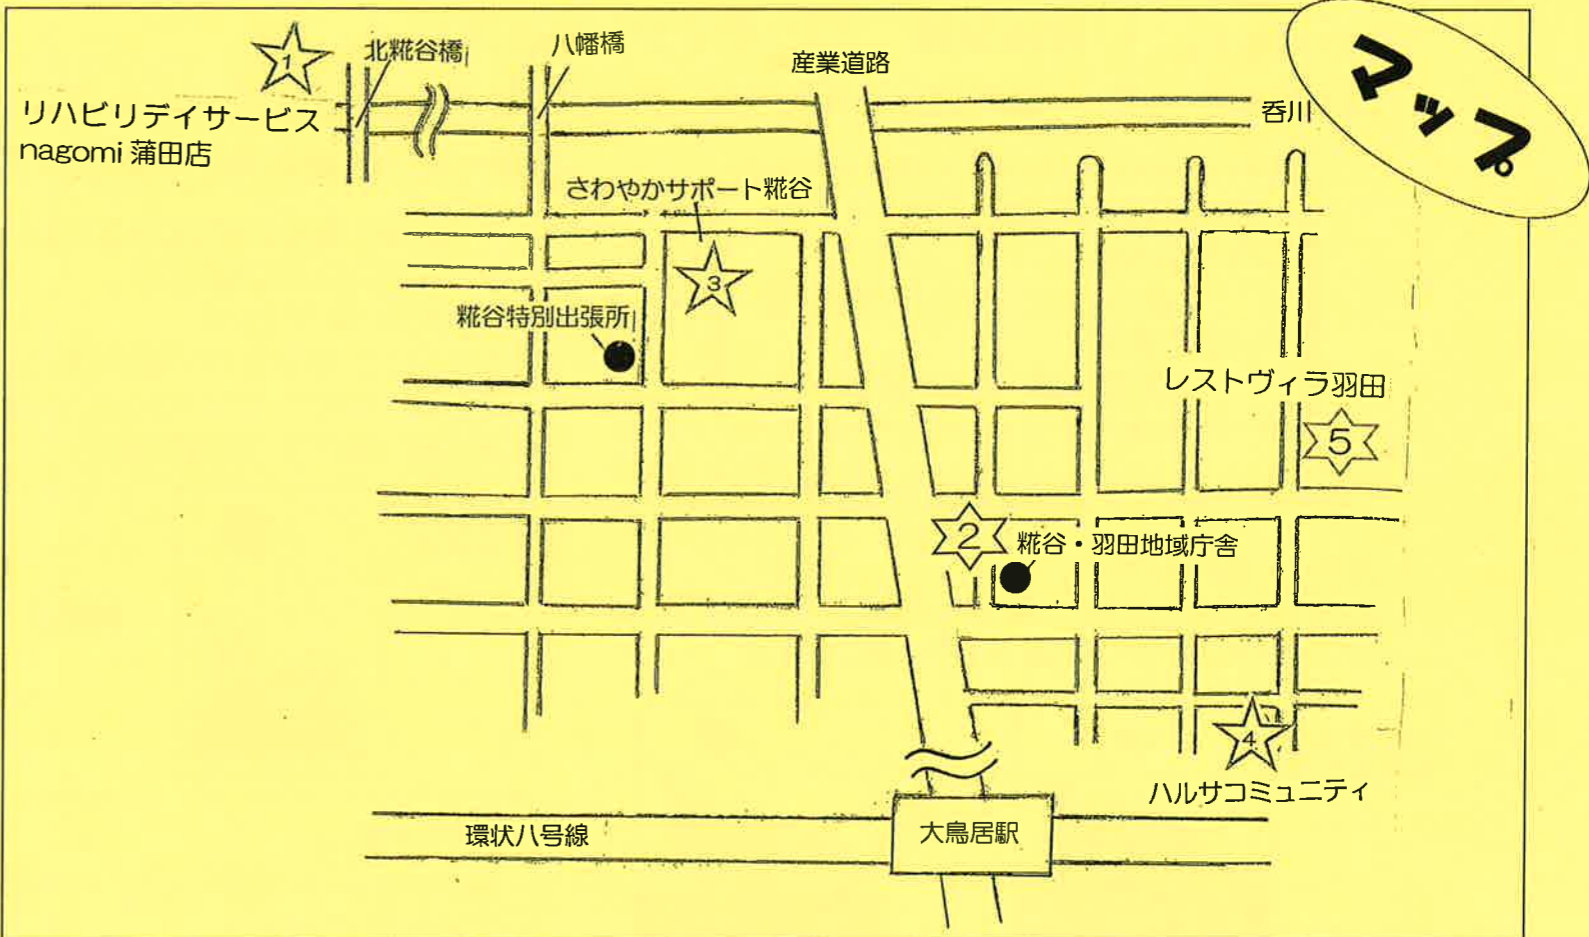 マップ
1
北糀谷橋
八幡橋
産業道路
呑川
リハビリデイサービス
nagomi 蒲田店
さわやかサポート糀谷
3
糀谷特別出張所
レストヴィラ羽田
5
2
糀谷・羽田地域庁舎
4
ハルサコミュニティ
環状八号線
大鳥居駅